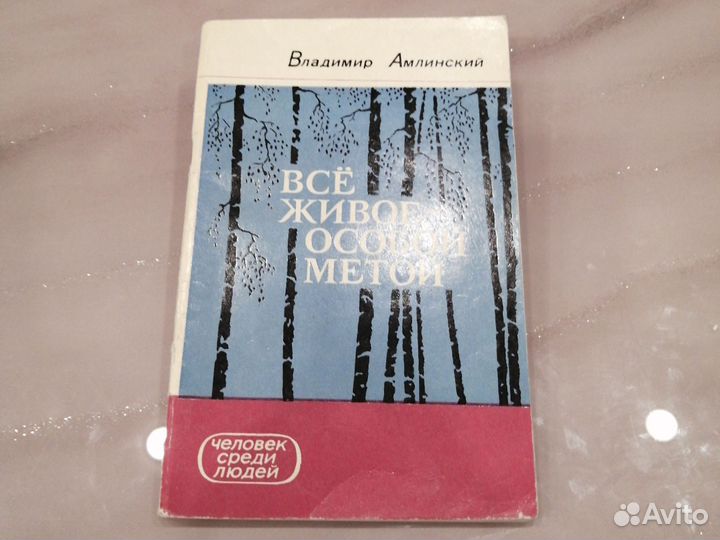 Владимир Амлинский
ВСЁ
ЖИВОЕ
ОСОБОЙ
МЕТОЙ
человек
среди
людей
Avito